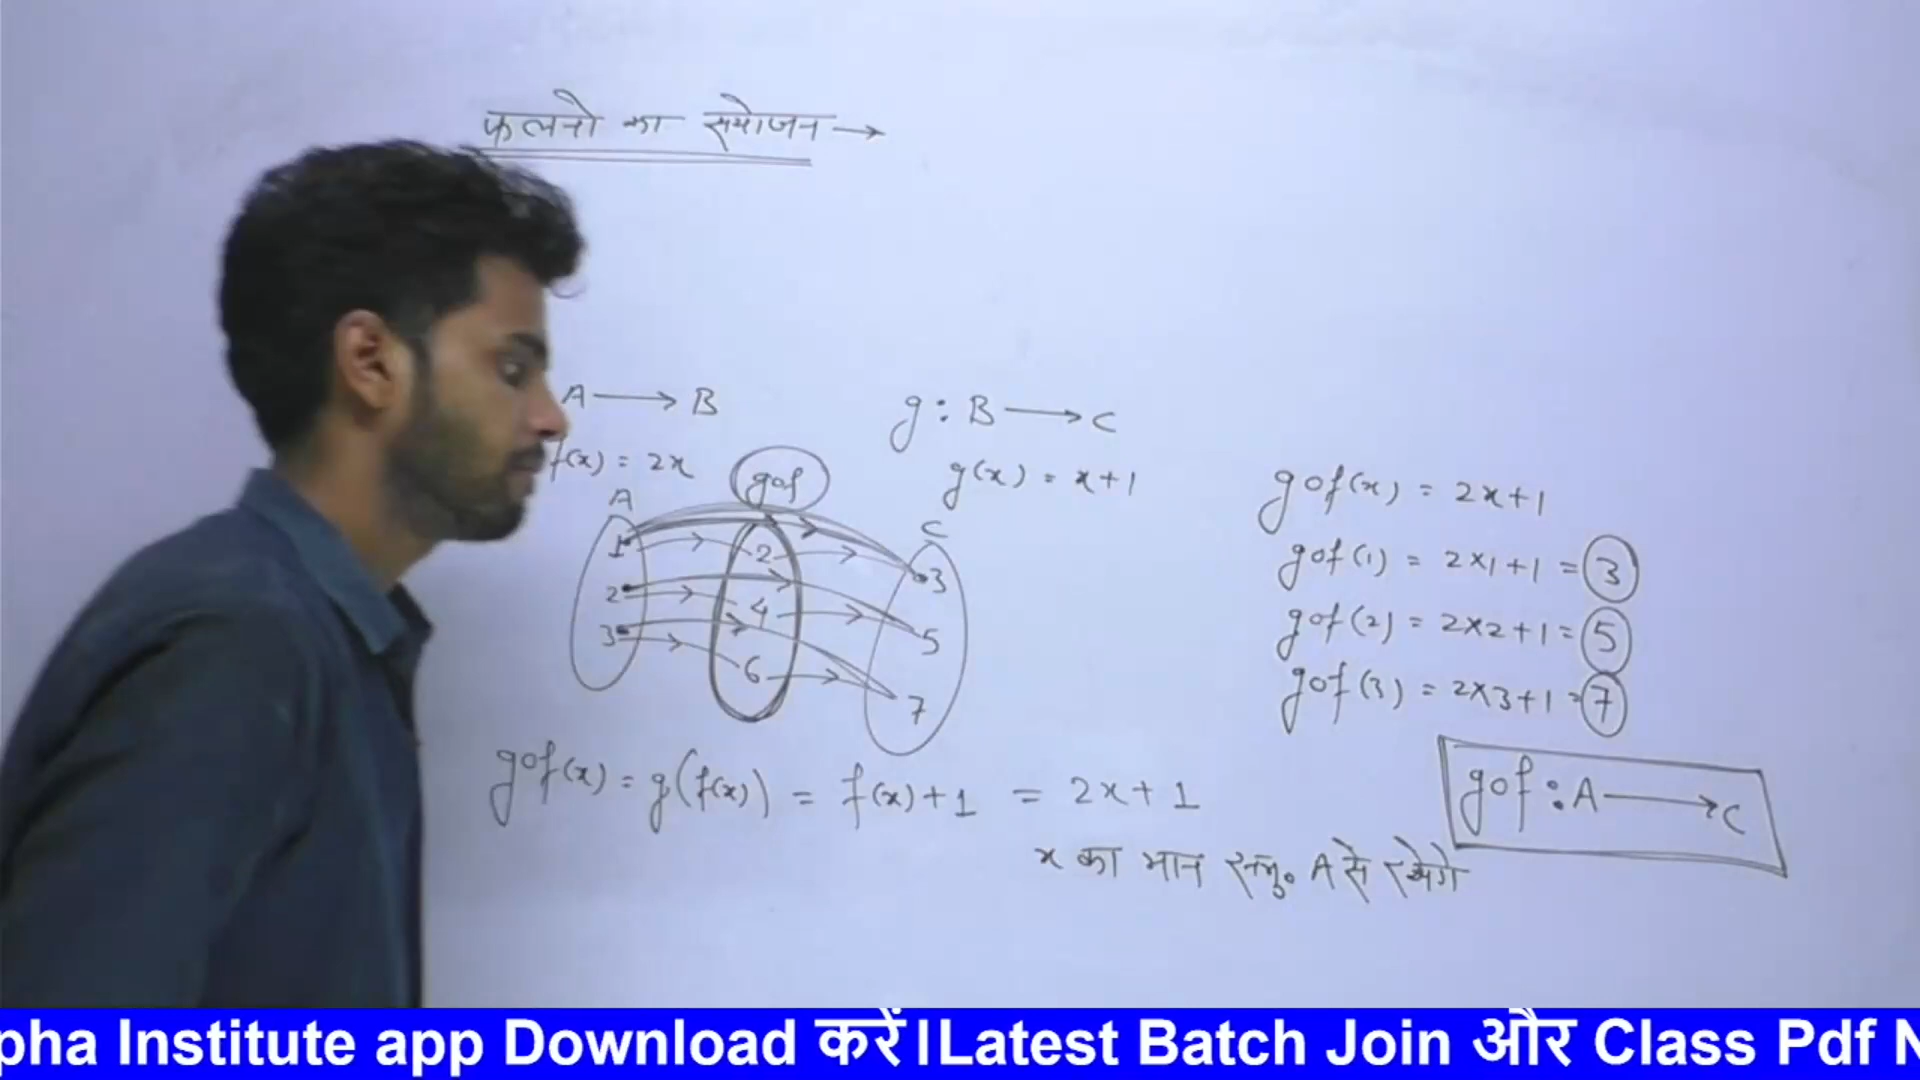 फलनो का सयोजन →
A → B
g : B → C
f(x) = 2x
gof
g(x) = x+1
A
C
1 2 3
2 4 5
3 6 7
gof(x) = 2x+1
gof(1) = 2×1+1 = 3
gof(2) = 2×2+1 = 5
gof(3) = 2×3+1 = 7
gof(x) = g(f(x)) = f(x)+1 = 2x+1
gof : A → C
x का मान समु० A से रखेगे
pha Institute app Download करें।Latest Batch Join और Class Pdf N